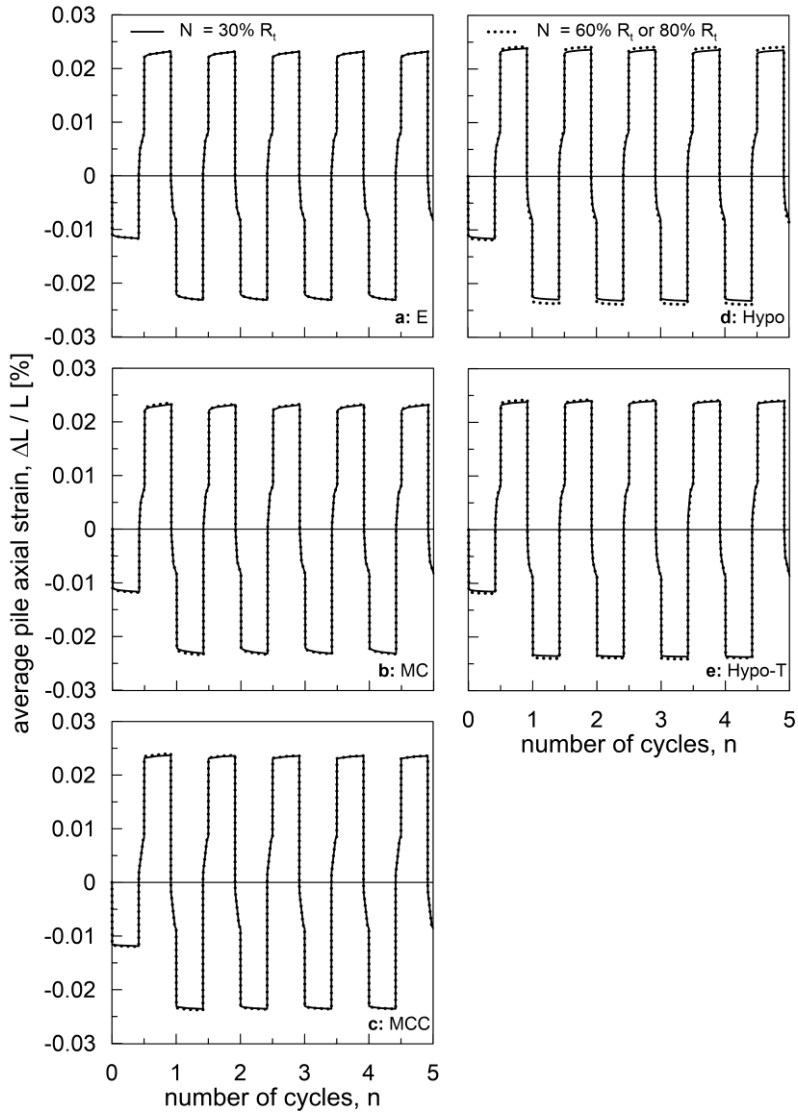 N = 30% Rt
N = 60% Rt or 80% Rt
average pile axial strain, ΔL / L [%]
0.03
0.02
0.01
0
-0.01
-0.02
-0.03
a: E
d: Hypo
0.03
0.02
0.01
0
-0.01
-0.02
-0.03
b: MC
e: Hypo-T
0 1 2 3 4 5
number of cycles, n
0.03
0.02
0.01
0
-0.01
-0.02
-0.03
c: MCC
0 1 2 3 4 5
number of cycles, n